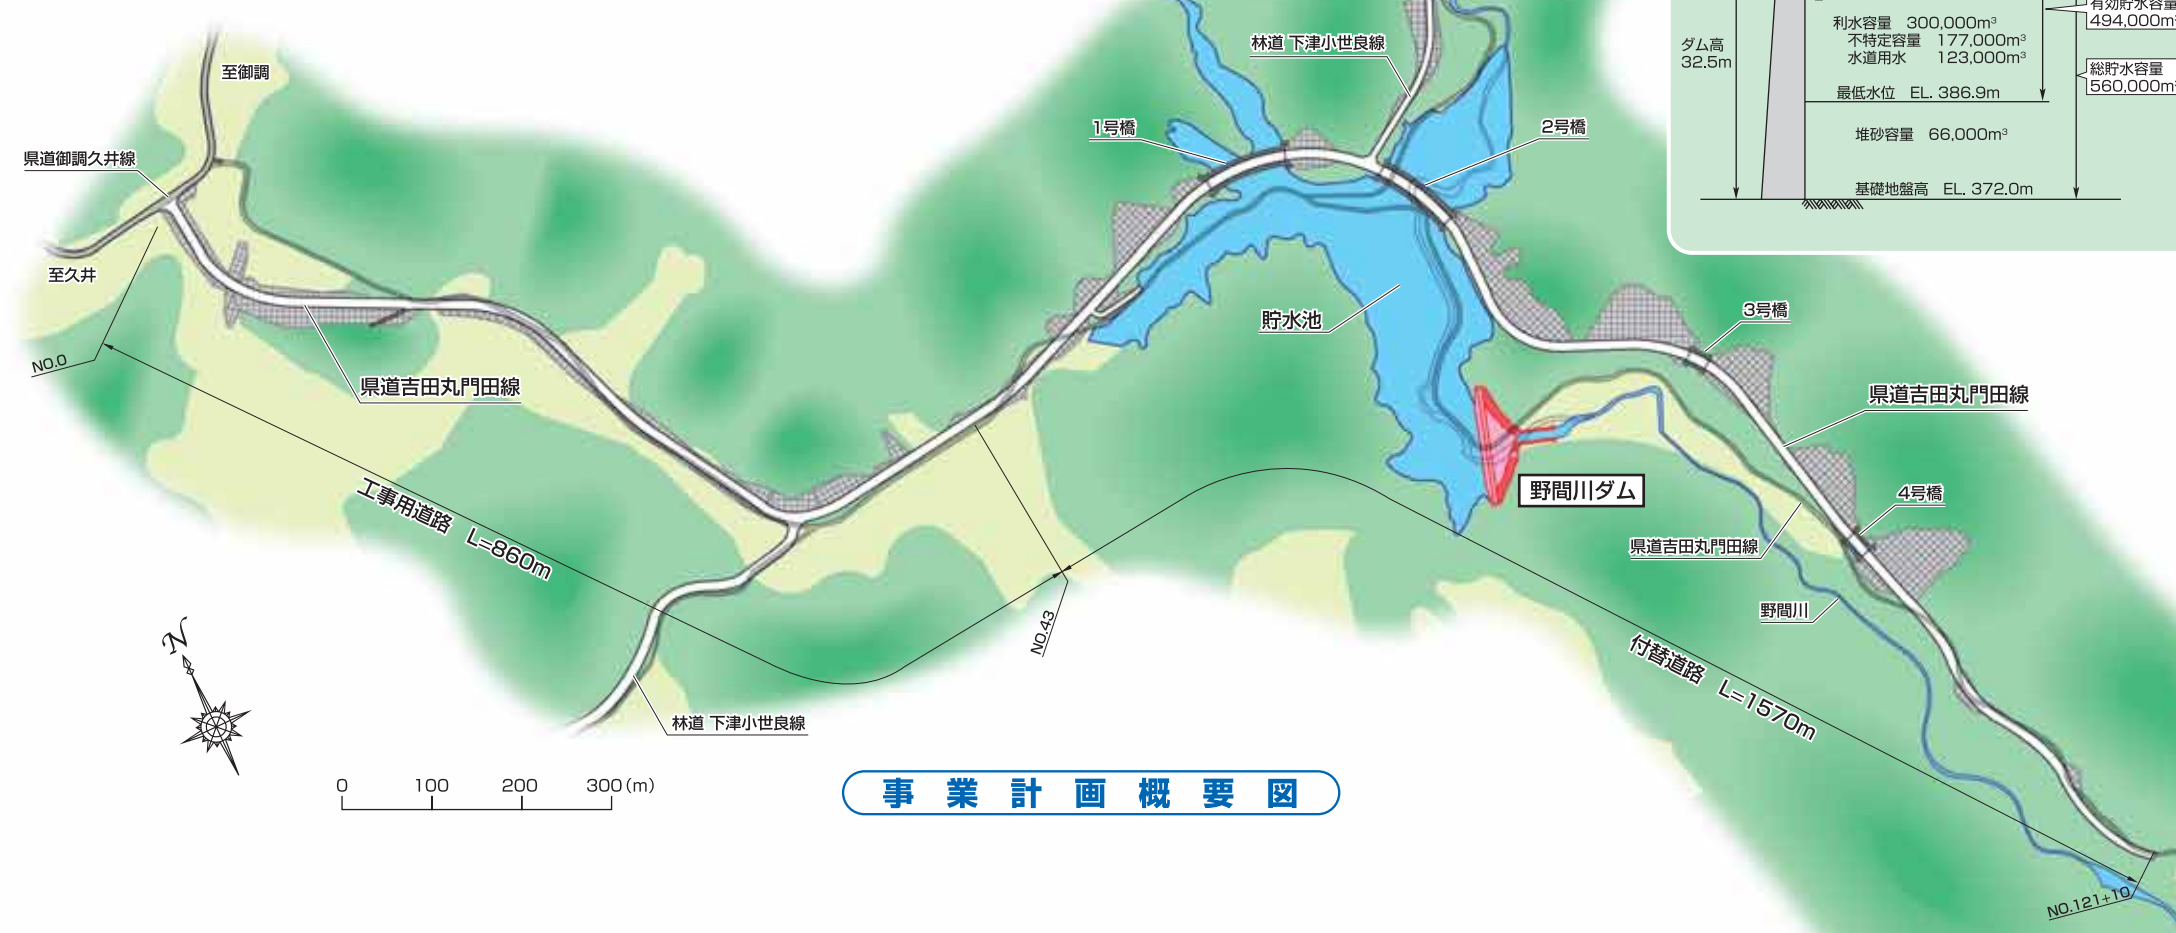 至御調
県道御調久井線
至久井
NO.0
県道吉田丸門田線
工事用道路 L=860m
林道 下津小世良線
NO.43
1号橋
林道 下津小世良線
2号橋
貯水池
3号橋
県道吉田丸門田線
野間川ダム
4号橋
県道吉田丸門田線
野間川
付替道路 L=1570m
NO.121+10
N
0 100 200 300(m)
事業計画概要図
有効貯水容量
494,000m³
利水容量 300,000m³
不特定容量 177,000m³
水道用水 123,000m³
ダム高
32.5m
総貯水容量
560,000m³
最低水位 EL. 386.9m
堆砂容量 66,000m³
基礎地盤高 EL. 372.0m